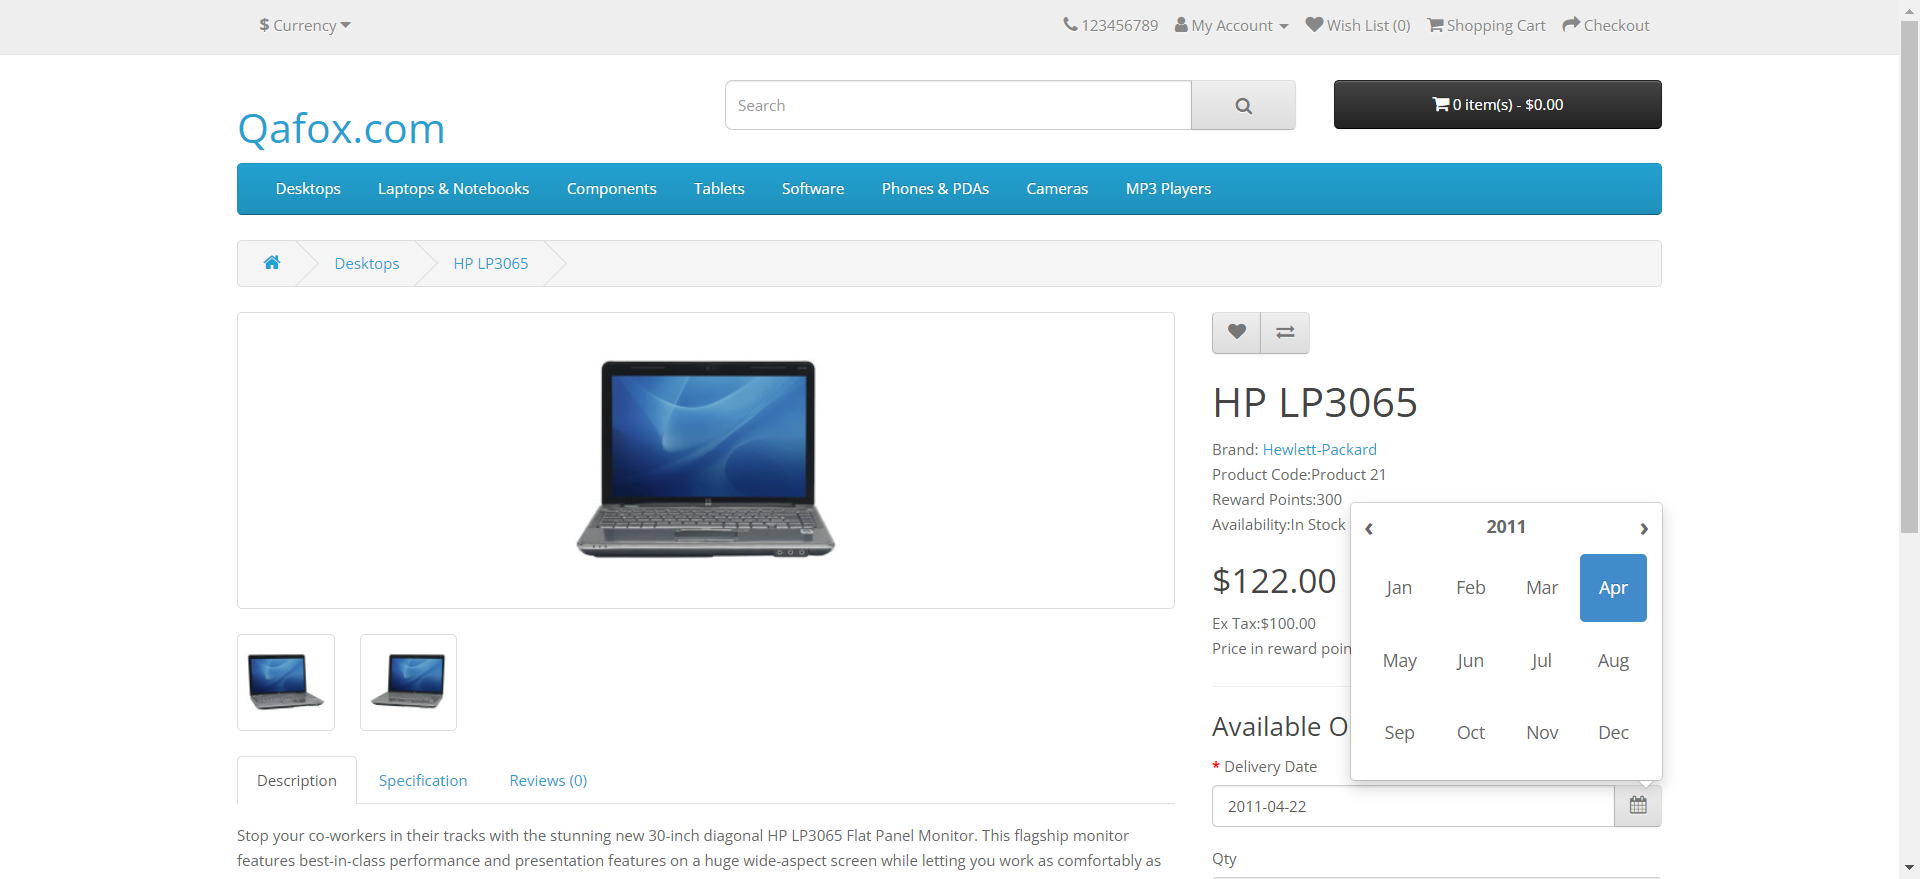 $ Currency
123456789 My Account Wish List (0) Shopping Cart Checkout
Search
0 item(s) - $0.00
Qafox.com
Desktops Laptops & Notebooks Components Tablets Software Phones & PDAs Cameras MP3 Players
Desktops HP LP3065
HP LP3065
Brand: Hewlett-Packard
Product Code:Product 21
Reward Points:300
Availability:In Stock
‹ 2011 ›
Jan Feb Mar Apr
May Jun Jul Aug
Sep Oct Nov Dec
$122.00
Ex Tax:$100.00
Price in reward poin
Available O
* Delivery Date
2011-04-22
Qty
Description Specification Reviews (0)
Stop your co-workers in their tracks with the stunning new 30-inch diagonal HP LP3065 Flat Panel Monitor. This flagship monitor
features best-in-class performance and presentation features on a huge wide-aspect screen while letting you work as comfortably as